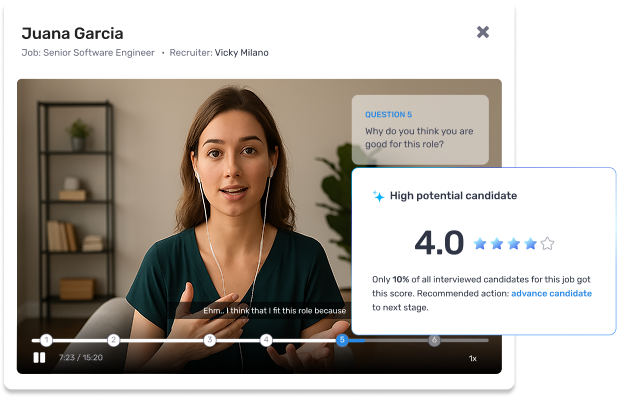 Juana Garcia
Job: Senior Software Engineer • Recruiter: Vicky Milano
QUESTION 5
Why do you think you are
good for this role?
High potential candidate
4.0
Only 10% of all interviewed candidates for this job got
this score. Recommended action: advance candidate
to next stage.
Ehm.. I think that I fit this role because
1 2 3 4 5 6
7:23 / 15:20 1x